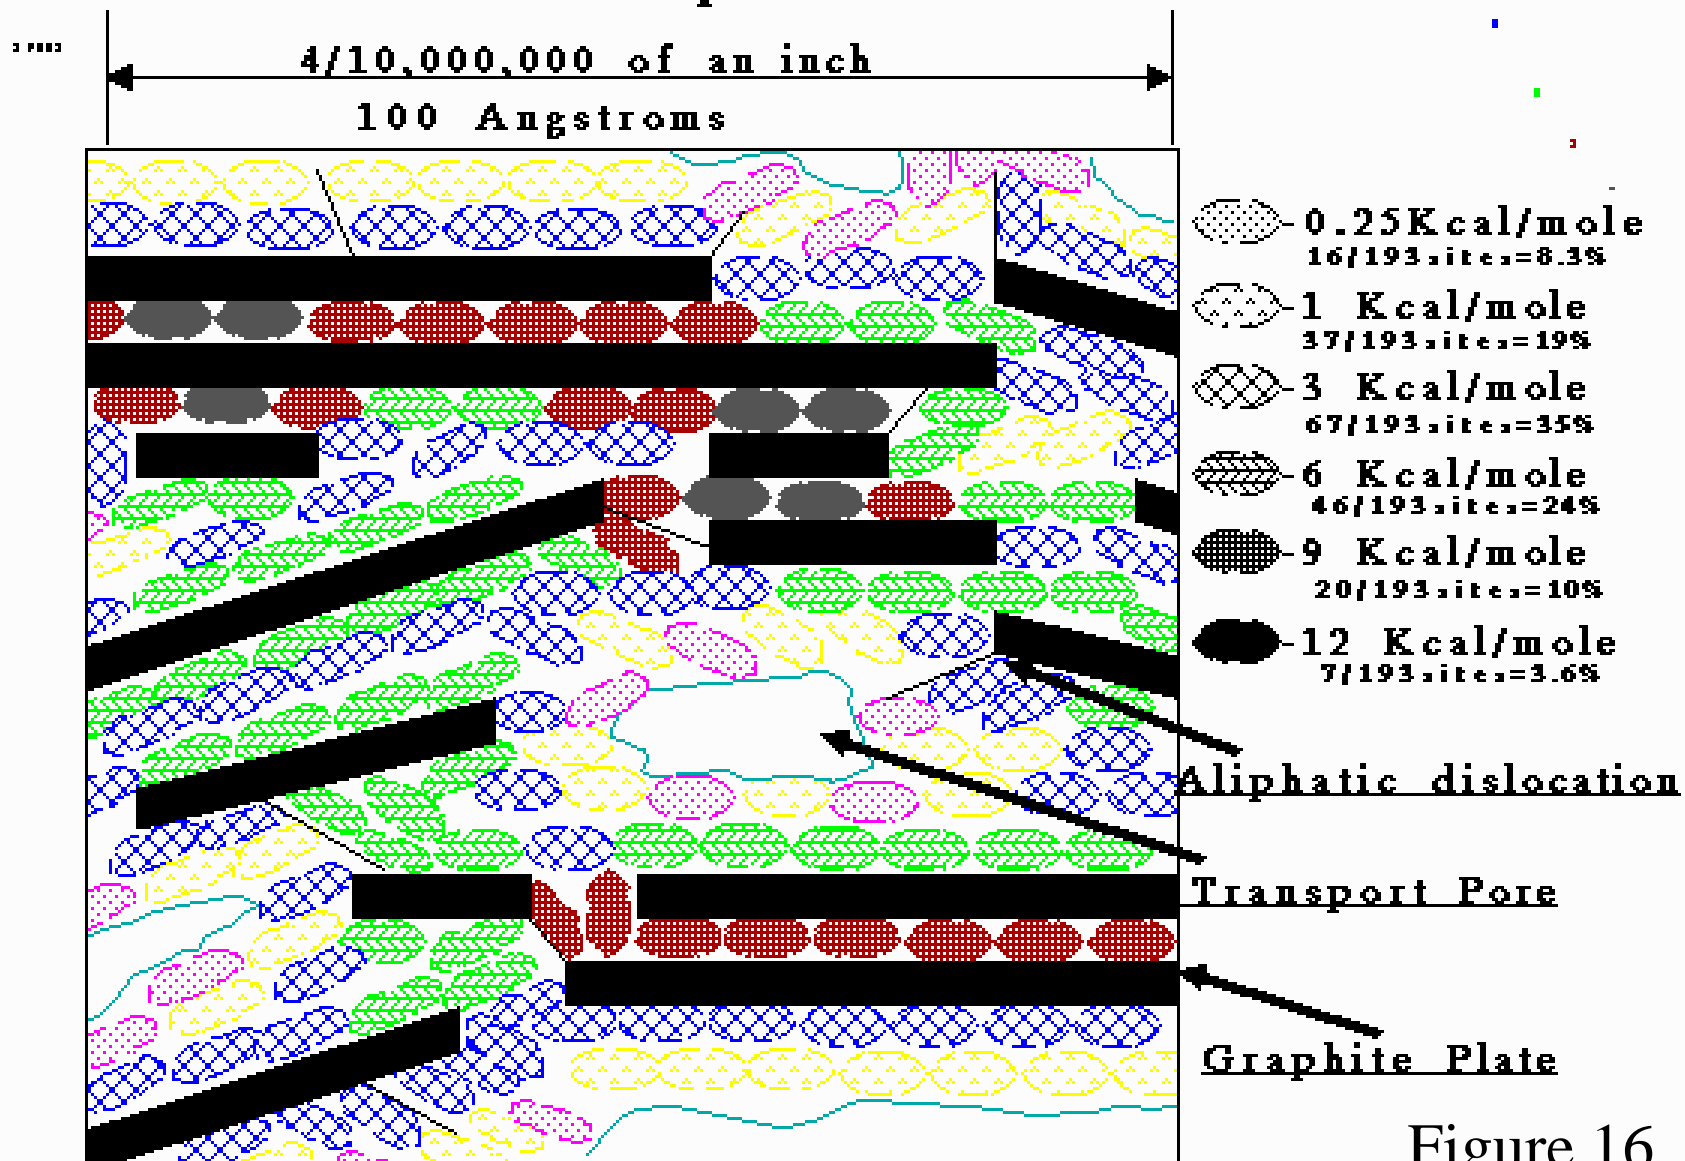 4/10,000,000 of an inch
100 Angstroms
0.25Kcal/mole
16/193sites=8.3%
1 Kcal/mole
37/193sites=19%
3 Kcal/mole
67/193sites=35%
6 Kcal/mole
46/193sites=24%
9 Kcal/mole
20/193sites=10%
12 Kcal/mole
7/193sites=3.6%
Aliphatic dislocation
Transport Pore
Graphite Plate
Figure 16